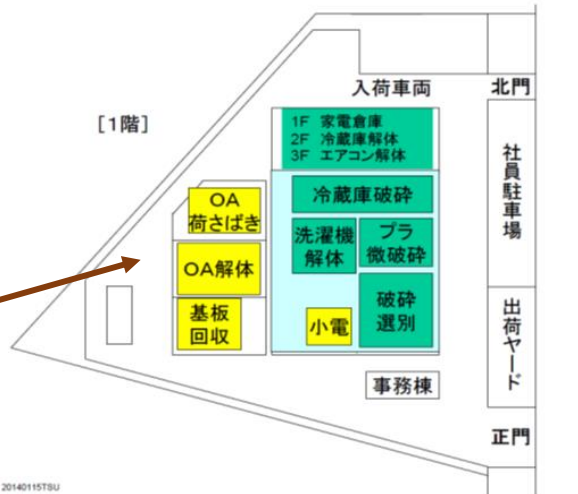 入荷車両
北門
[1階]
1F 家電倉庫
2F 冷蔵庫解体
3F エアコン解体
社員駐車場
冷蔵庫破砕
OA
荷さばき
洗濯機
解体
プラ
微破砕
OA解体
破砕
選別
基板
回収
小電
出荷ヤード
事務棟
正門
20140115TSU